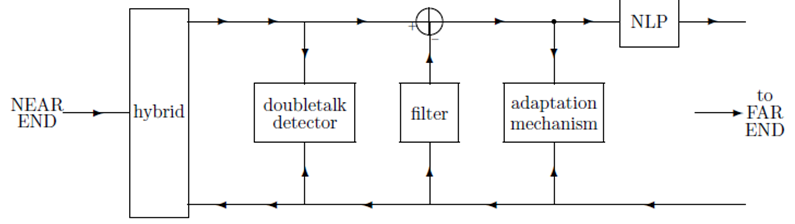 NLP
+
−
NEAR
END
hybrid
doubletalk
detector
filter
adaptation
mechanism
to
FAR
END